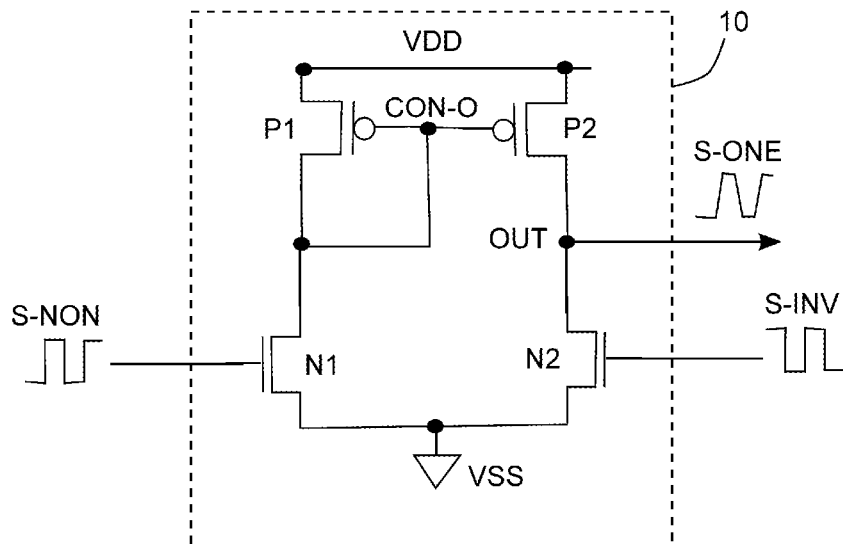 10
VDD
P1
CON-O
P2
S-ONE
OUT
S-NON
S-INV
N1
N2
VSS